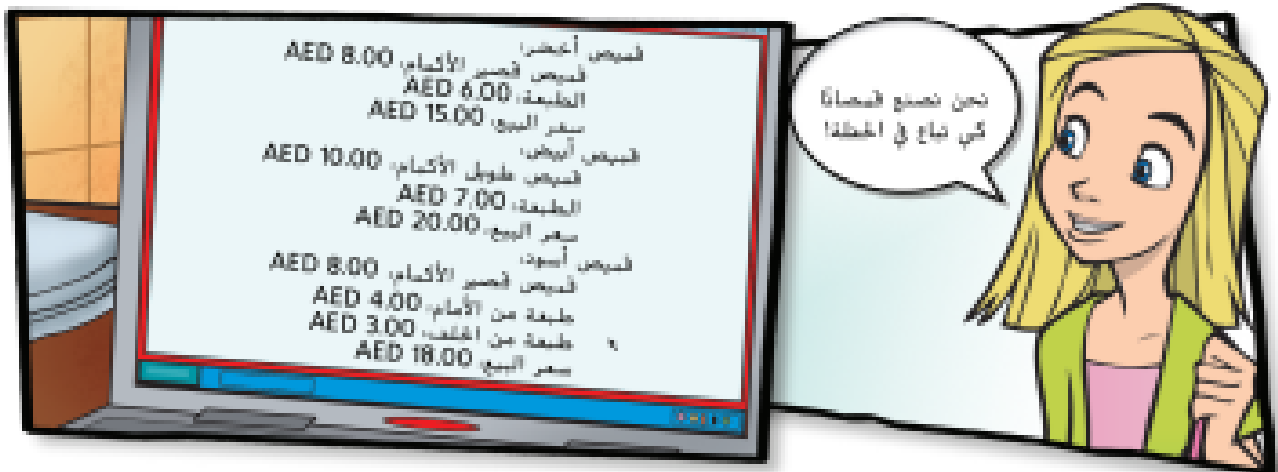 قميص أخضر:
قميص قصير الأكمام: AED 8.00
الطبعة: AED 6.00
سعر البيع: AED 15.00
قميص أبيض:
قميص طويل الأكمام: AED 10.00
الطبعة: AED 7.00
سعر البيع: AED 20.00
قميص أسود:
قميص قصير الأكمام: AED 8.00
طبعة من الأمام: AED 4.00
طبعة من الخلف: AED 3.00
سعر البيع: AED 18.00
نحن نصنع قمصانًا
كي تباع في الحفلة!